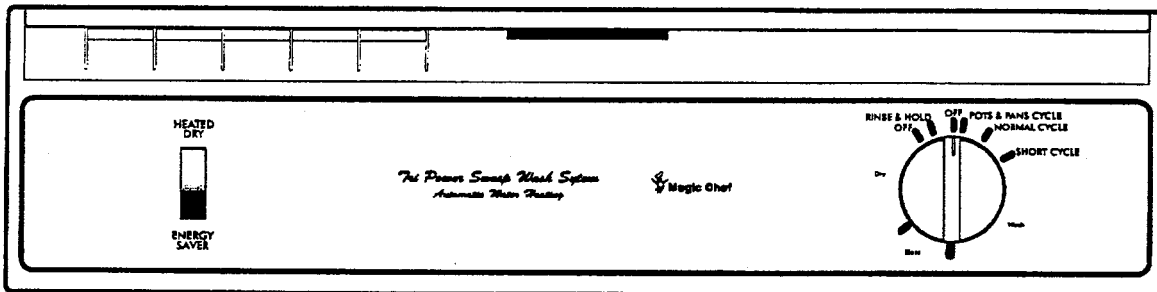 HEATED
DRY
ENERGY
SAVER
Tri Power Sweep Wash Sytem
Automatic Water Heating
Magic Chef
RINSE & HOLD
OFF
OFF
POTS & PANS CYCLE
NORMAL CYCLE
SHORT CYCLE
Dry
Wash